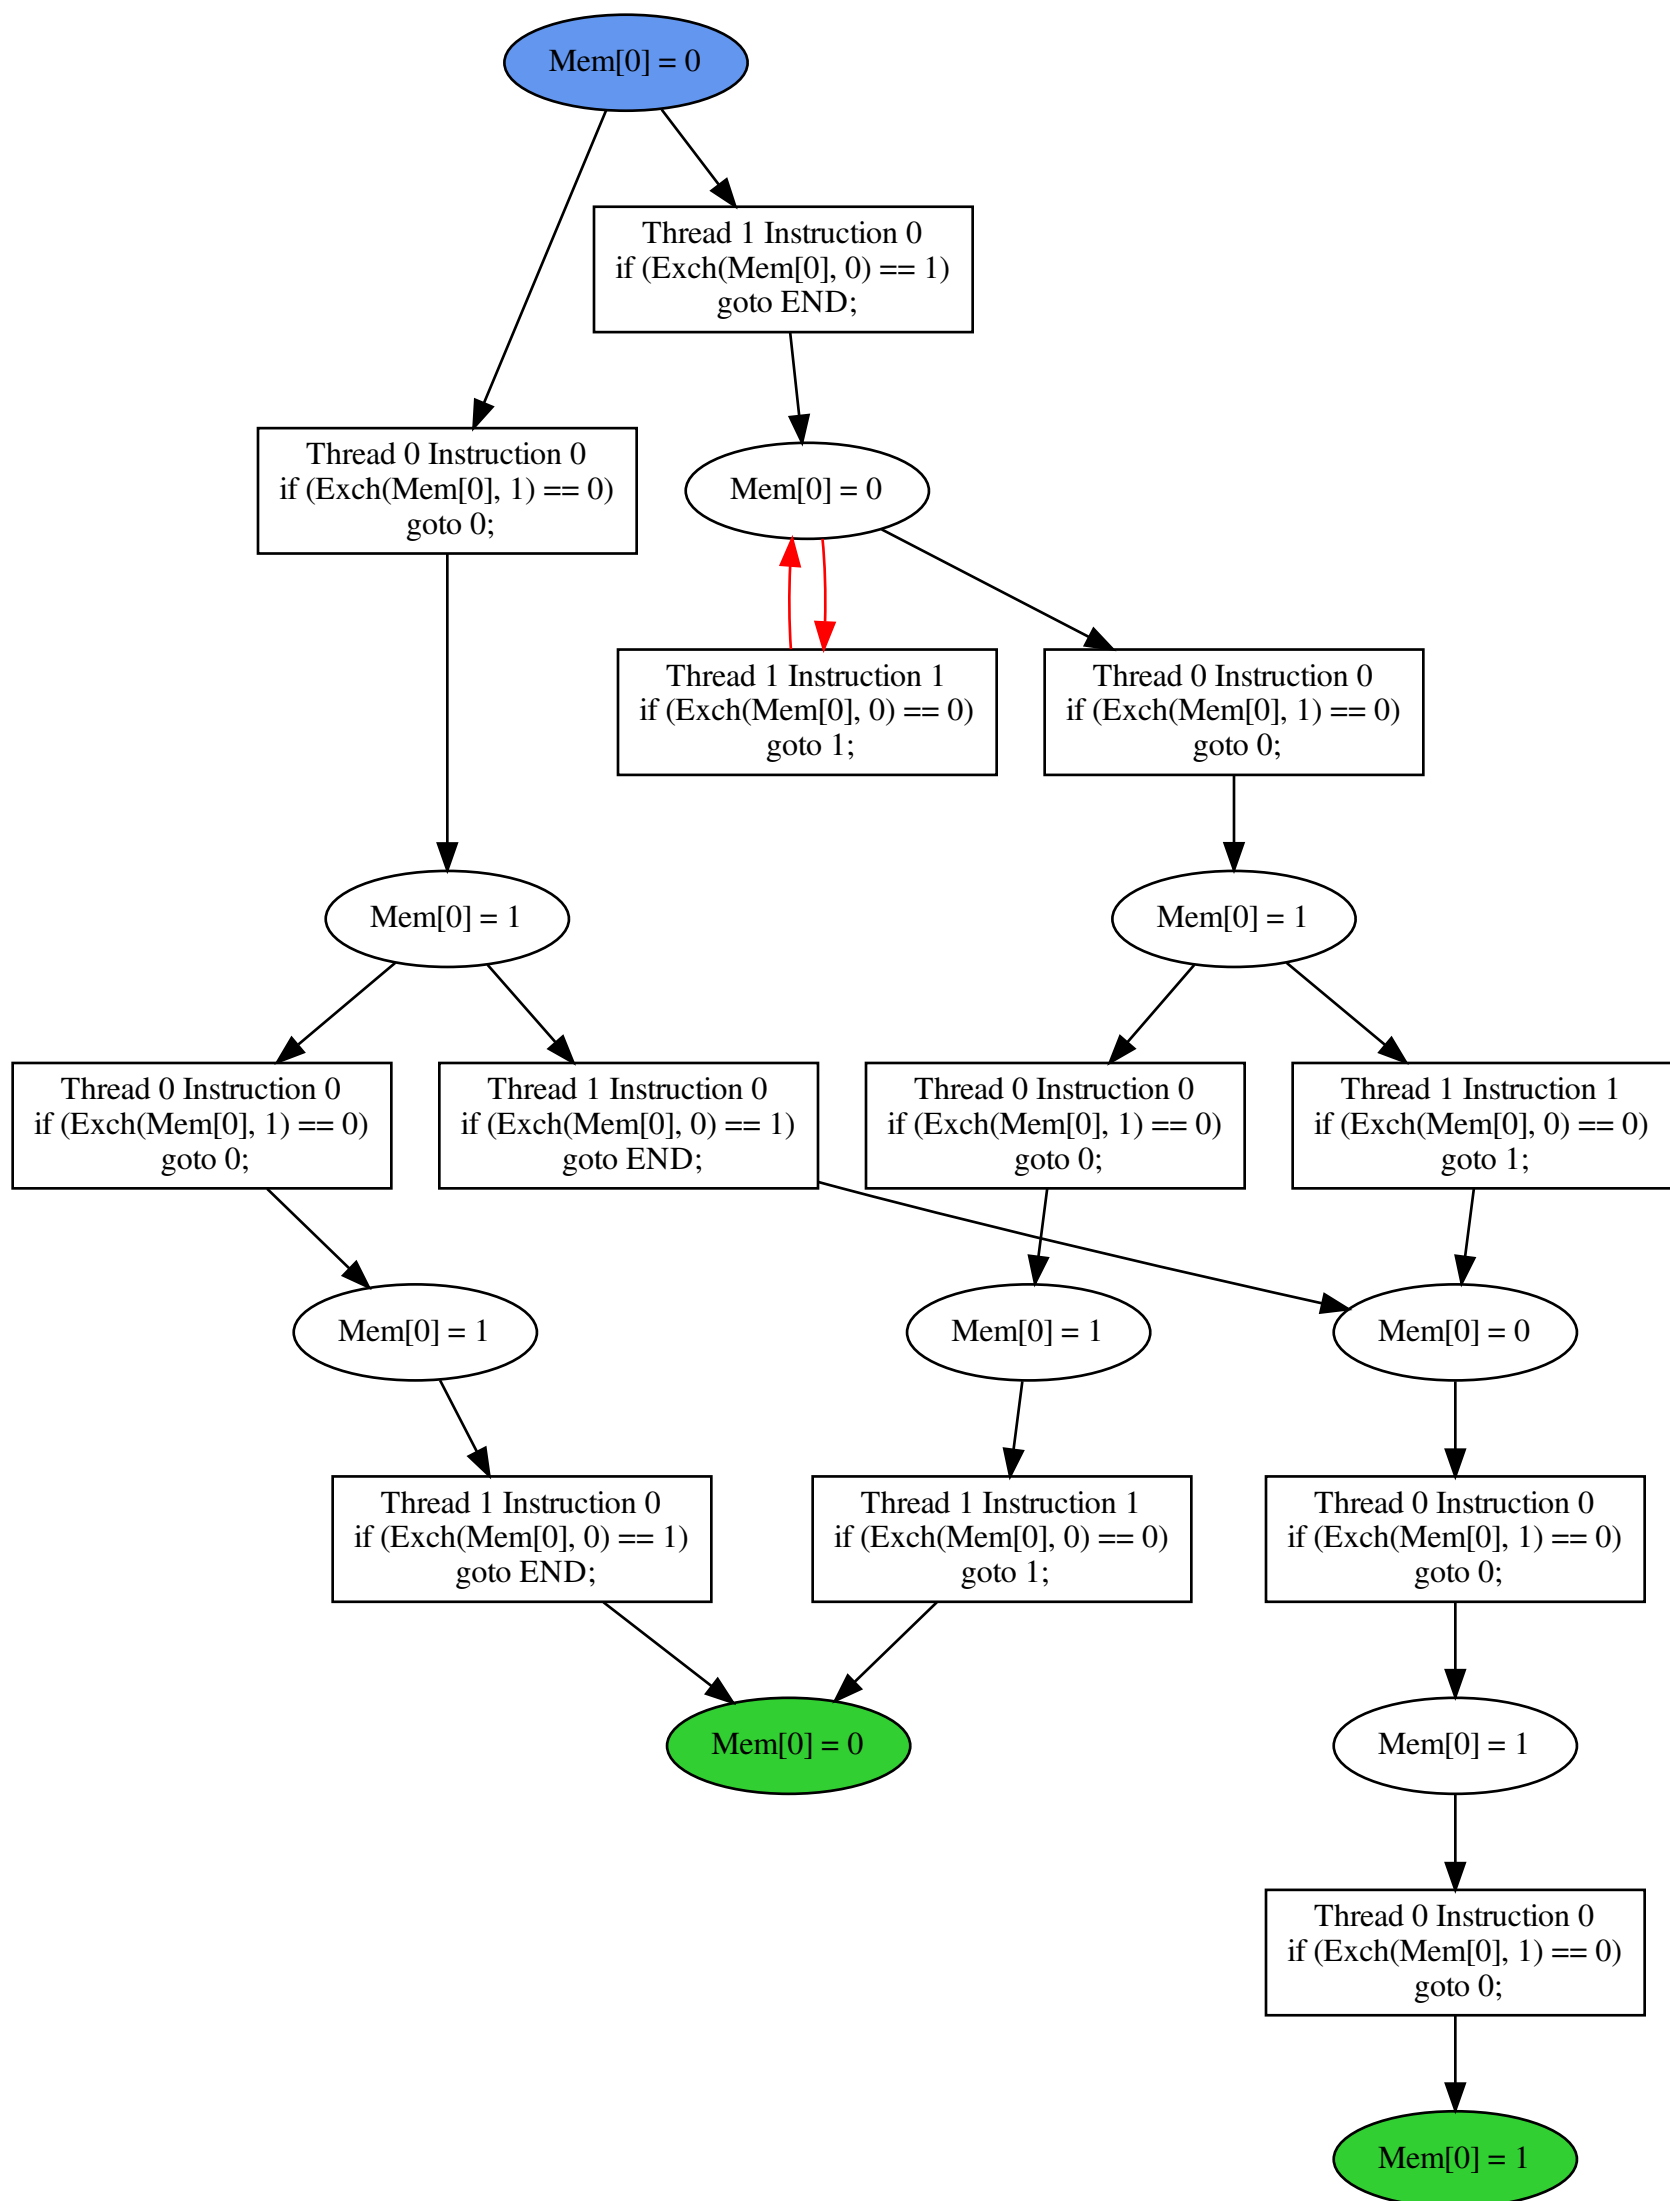 Mem[0] = 0
Thread 1 Instruction 0
if (Exch(Mem[0], 0) == 1)
goto END;
Thread 0 Instruction 0
if (Exch(Mem[0], 1) == 0)
goto 0;
Mem[0] = 0
Thread 1 Instruction 1
if (Exch(Mem[0], 0) == 0)
goto 1;
Thread 0 Instruction 0
if (Exch(Mem[0], 1) == 0)
goto 0;
Mem[0] = 1
Mem[0] = 1
Thread 0 Instruction 0
if (Exch(Mem[0], 1) == 0)
goto 0;
Thread 1 Instruction 0
if (Exch(Mem[0], 0) == 1)
goto END;
Thread 0 Instruction 0
if (Exch(Mem[0], 1) == 0)
goto 0;
Thread 1 Instruction 1
if (Exch(Mem[0], 0) == 0)
goto 1;
Mem[0] = 1
Mem[0] = 1
Mem[0] = 0
Thread 1 Instruction 0
if (Exch(Mem[0], 0) == 1)
goto END;
Thread 1 Instruction 1
if (Exch(Mem[0], 0) == 0)
goto 1;
Thread 0 Instruction 0
if (Exch(Mem[0], 1) == 0)
goto 0;
Mem[0] = 0
Mem[0] = 1
Thread 0 Instruction 0
if (Exch(Mem[0], 1) == 0)
goto 0;
Mem[0] = 1